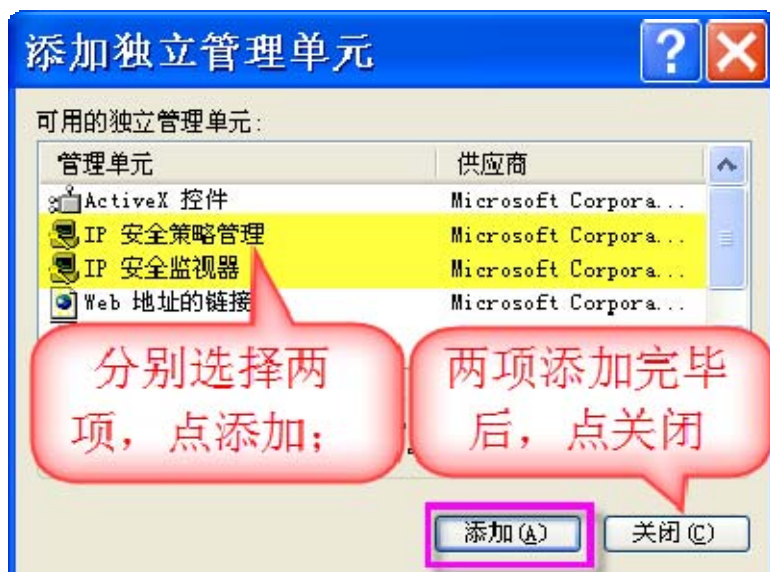 添加独立管理单元
可用的独立管理单元:
管理单元 供应商
ActiveX 控件 Microsoft Corpora...
IP 安全策略管理 Microsoft Corpora...
IP 安全监视器 Microsoft Corpora...
Web 地址的链接 Microsoft Corpora...
分别选择两
项，点添加；
两项添加完毕
后，点关闭
添加(A) 关闭(C)